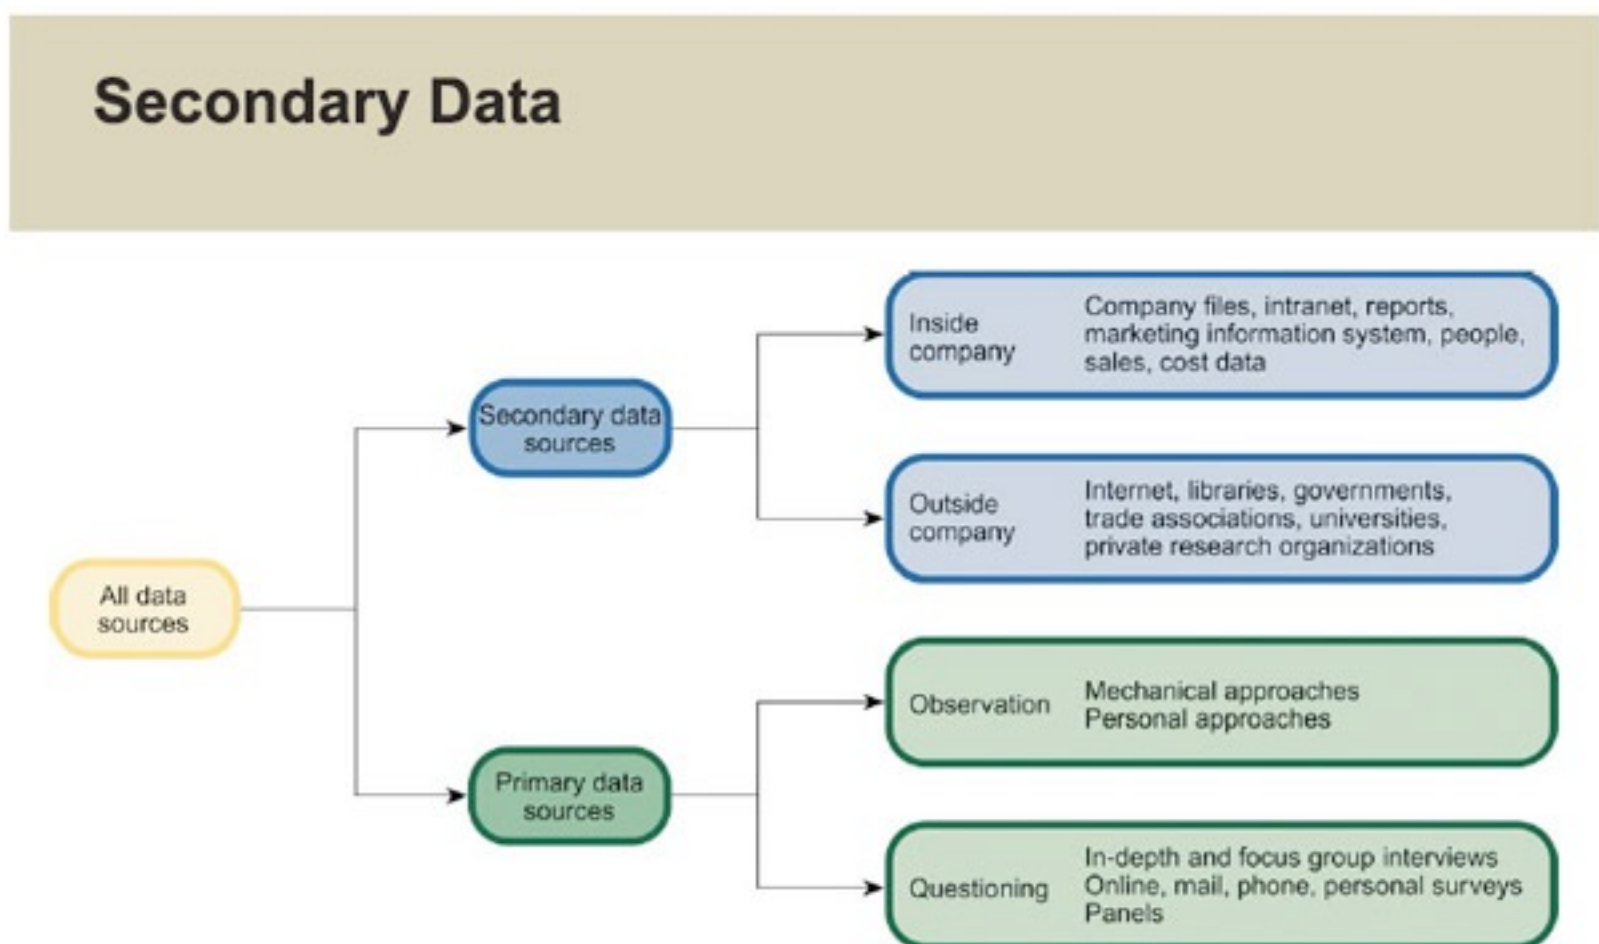 Secondary Data
Inside
company
Company files, intranet, reports,
marketing information system, people,
sales, cost data
Secondary data
sources
Outside
company
Internet, libraries, governments,
trade associations, universities,
private research organizations
All data
sources
Observation
Mechanical approaches
Personal approaches
Primary data
sources
Questioning
In-depth and focus group interviews
Online, mail, phone, personal surveys
Panels